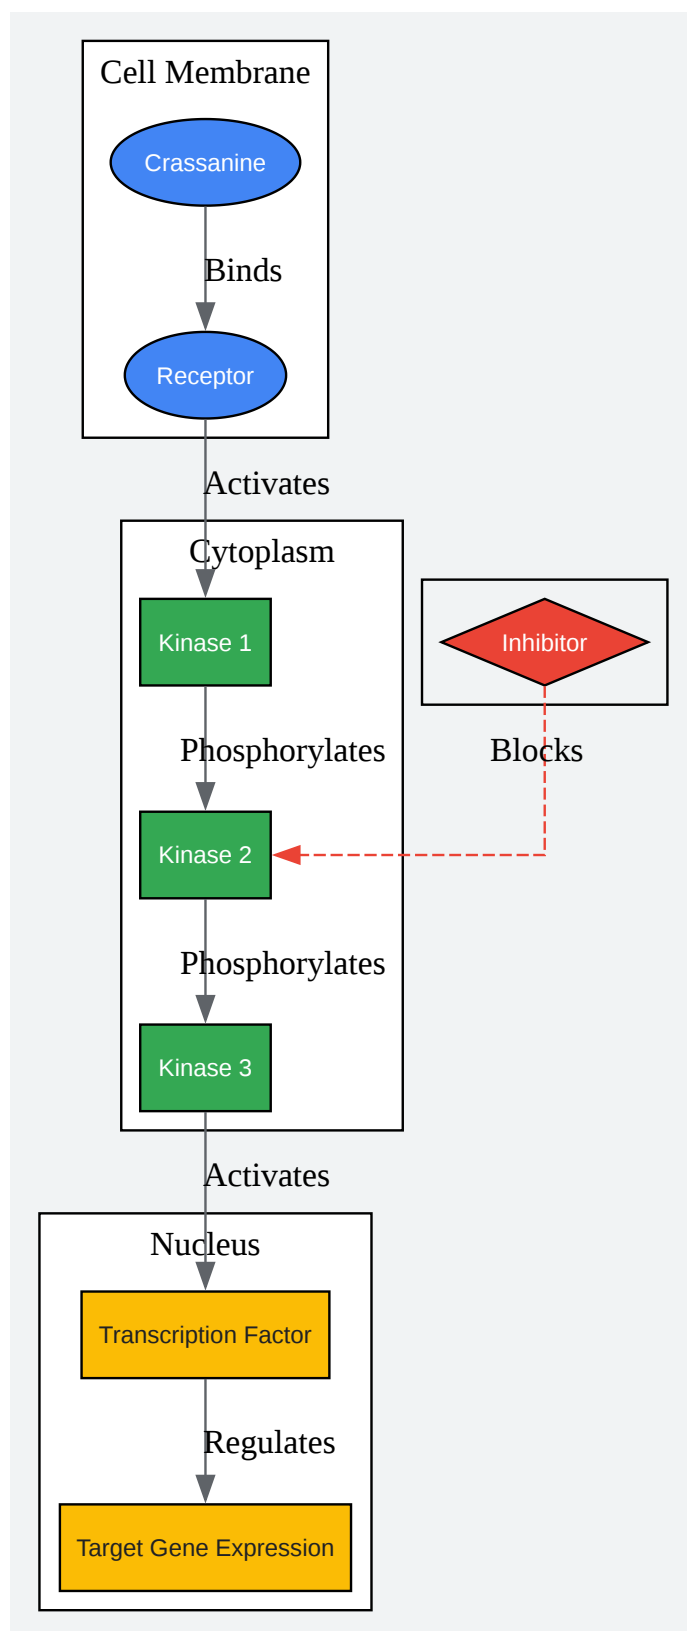 Cell Membrane
Crassanine
Binds
Receptor
Activates
Cytoplasm
Kinase 1
Inhibitor
Phosphorylates
Blocks
Kinase 2
Phosphorylates
Kinase 3
Activates
Nucleus
Transcription Factor
Regulates
Target Gene Expression